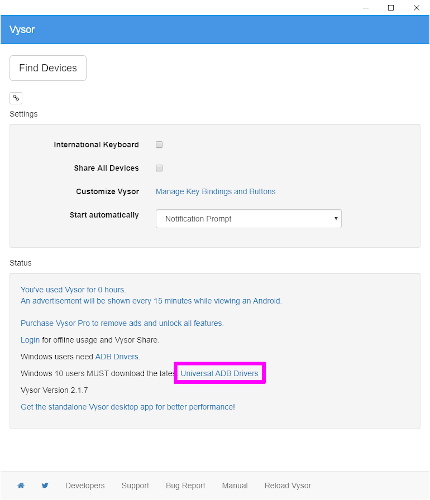 Vysor
Find Devices
Settings
International Keyboard
Share All Devices
Customize Vysor Manage Key Bindings and Buttons
Start automatically Notification Prompt
Status
You've used Vysor for 0 hours.
An advertisement will be shown every 15 minutes while viewing an Android.
Purchase Vysor Pro to remove ads and unlock all features.
Login for offline usage and Vysor Share.
Windows users need ADB Drivers.
Windows 10 users MUST download the lates Universal ADB Drivers.
Vysor Version 2.1.7
Get the standalone Vysor desktop app for better performance!
Developers Support Bug Report Manual Reload Vysor